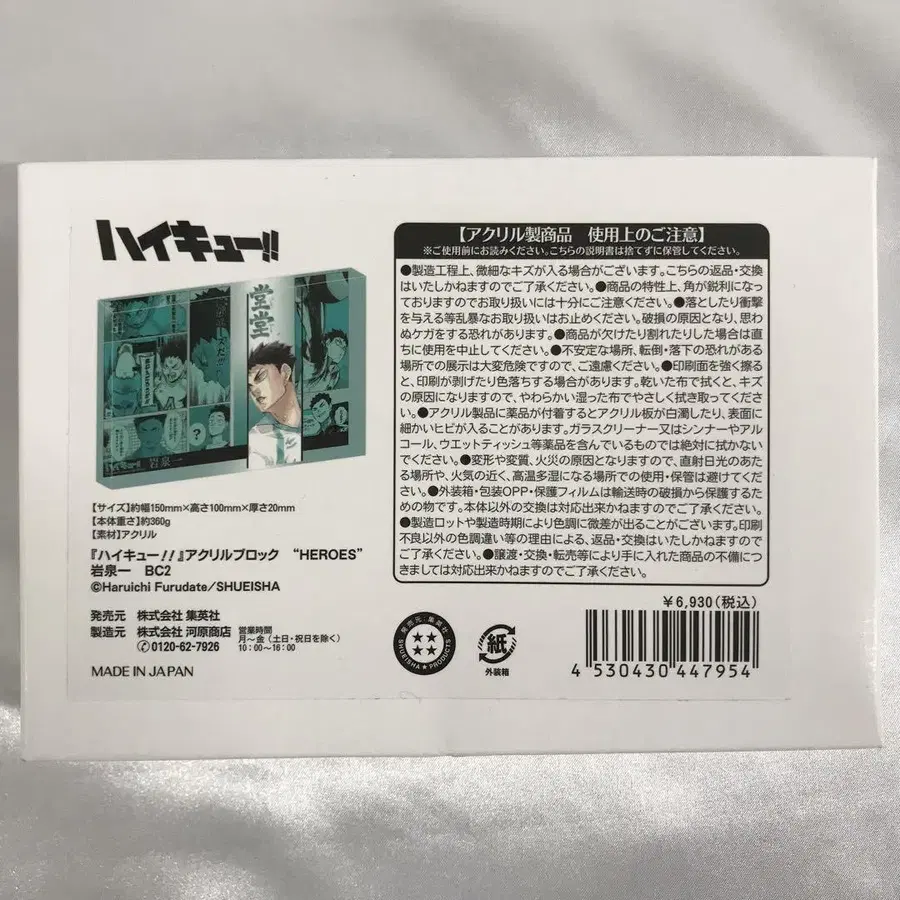 ハイキュー!!
堂堂
?
岩泉一
【サイズ】約幅150mm×高さ100mm×厚さ20mm
【本体重さ】約360g
【素材】アクリル
『ハイキュー!!』アクリルブロック “HEROES”
岩泉一 BC2
©Haruichi Furudate/SHUEISHA
発売元 株式会社 集英社
製造元 株式会社 河原商店
✆0120-62-7926
営業時間
月〜金(土日・祝日を除く)
10:00〜16:00
MADE IN JAPAN
【アクリル製商品 使用上のご注意】
※ご使用前にお読みください。こちらの説明書は捨てずに保管してください。
●製造工程上、微細なキズが入る場合がございます。こちらの返品・交換
はいたしかねますのでご了承ください。●商品の特性上、角が鋭利になっ
ておりますのでお取り扱いには十分にご注意ください。●落としたり衝撃
を与える等乱暴なお取り扱いはお止めください。破損の原因となり、思わ
ぬケガをする恐れがあります。●商品が欠けたり割れたりした場合は直
ちに使用を中止してください。●不安定な場所、転倒・落下の恐れがある
場所での展示は大変危険ですので、ご遠慮ください。●印刷面を強く擦る
と、印刷が剥げたり色落ちする場合があります。乾いた布で拭くと、キズ
の原因になりますので、やわらかい湿った布でやさしく拭き取ってくださ
い。●アクリル製品に薬品が付着するとアクリル板が白濁したり、表面に
細かいヒビが入ることがあります。ガラスクリーナー又はシンナーやアル
コール、ウエットティッシュ等薬品を含んでいるものでは絶対に拭かない
でください。●変形や変質、火災の原因となりますので、直射日光のあた
る場所や、火気の近く、高温多湿になる場所での使用・保管は避けてくだ
さい。●外装箱・包装OPP・保護フィルムは輸送時の破損から保護するた
めの物です。本体以外の交換は対応出来かねますのでご了承ください。
●製造ロットや製造時期により色調に微差が出ることがございます。印刷
不良以外の色調違い等の理由による、返品・交換はいたしかねますのでご
了承ください。●譲渡・交換・転売等により手に入れた商品の不備につ
きましては対応出来かねますのでご了承ください。
¥6,930(税込)
発売元:集英社
SHUEISHA★PRODUCTS
紙
外装箱
4 530430 447954